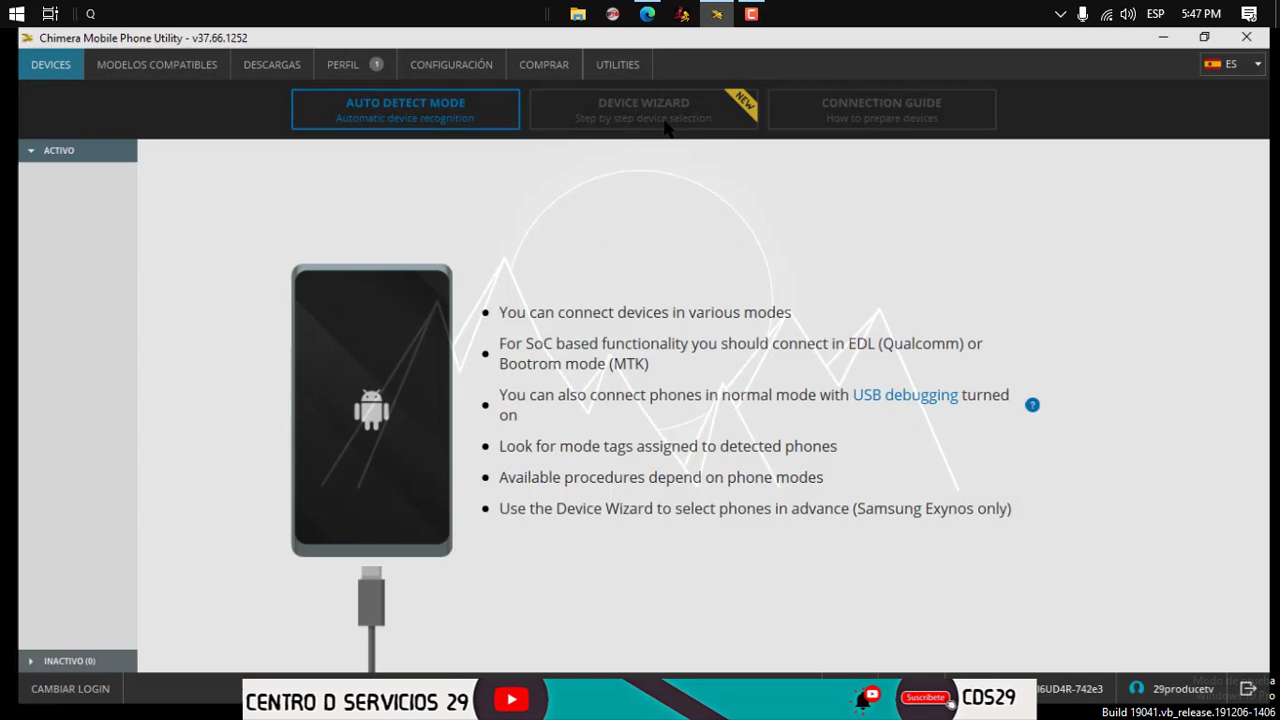 ESP 5:47 PM
Chimera Mobile Phone Utility - v37.66.1252
DEVICES MODELOS COMPATIBLES DESCARGAS PERFIL 1 CONFIGURACIÓN COMPRAR UTILITIES ES
AUTO DETECT MODE
Automatic device recognition
DEVICE WIZARD
Step by step device selection
NEW
CONNECTION GUIDE
How to prepare devices
ACTIVO
You can connect devices in various modes
For SoC based functionality you should connect in EDL (Qualcomm) or
Bootrom mode (MTK)
You can also connect phones in normal mode with USB debugging turned
on
?
Look for mode tags assigned to detected phones
Available procedures depend on phone modes
Use the Device Wizard to select phones in advance (Samsung Exynos only)
INACTIVO (0)
CAMBIAR LOGIN
CENTRO D SERVICIOS 29
Suscribete
CDS29
I6UD4R-742e3
29producetv
Modo de prueba
Build 19041.vb_release.191206-1406